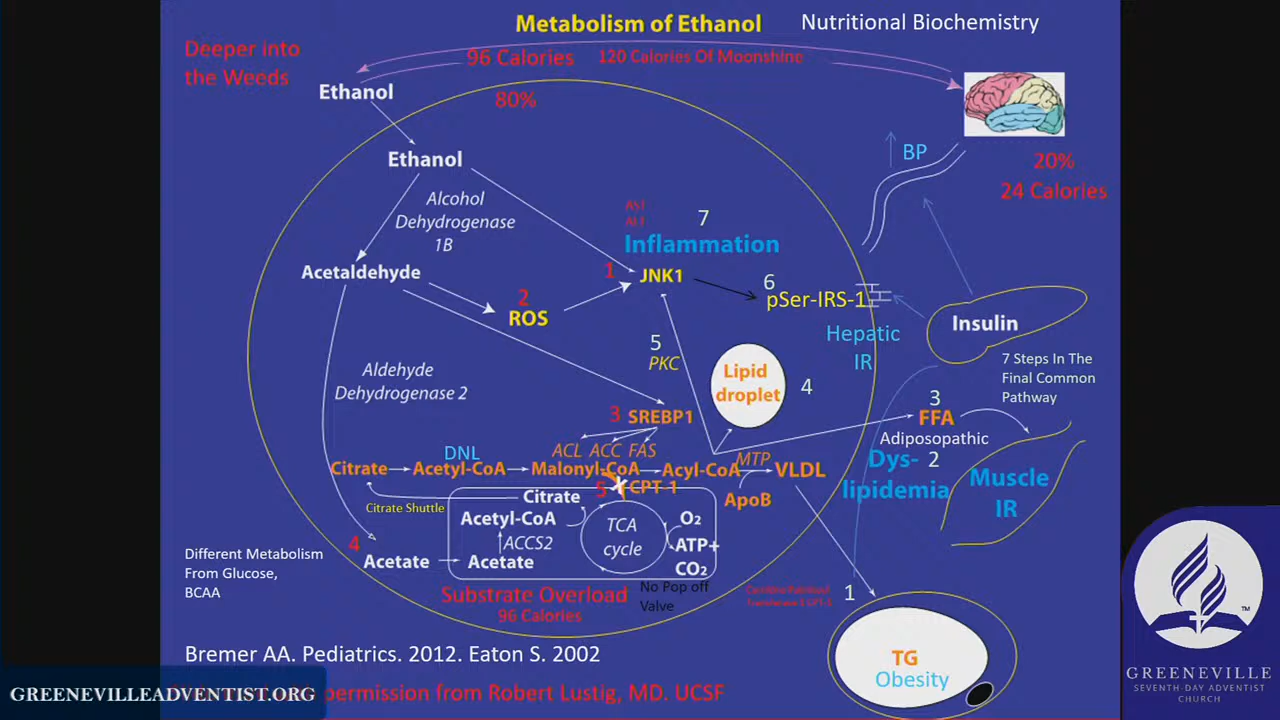 Metabolism of Ethanol
Nutritional Biochemistry
Deeper into
the Weeds
96 Calories
120 Calories Of Moonshine
80%
Ethanol
Ethanol
BP
20%
24 Calories
Alcohol
Dehydrogenase
1B
AST
ALT
7
Inflammation
Acetaldehyde
1
JNK1
6
pSer-IRS-1
2
ROS
Insulin
Hepatic
IR
5
PKC
7 Steps In The
Final Common
Pathway
Aldehyde
Dehydrogenase 2
Lipid
droplet
4
3
FFA
Adiposopathic
3
SREBP1
Dys-
lipidemia
2
Muscle
IR
DNL
ACL ACC FAS
MTP
Citrate
Acetyl-CoA
Malonyl-CoA
Acyl-CoA
VLDL
5
CPT-1
ApoB
Citrate Shuttle
Citrate
Acetyl-CoA
TCA
cycle
O2
ATP+
CO2
ACCS2
4
Acetate
Acetate
Different Metabolism
From Glucose,
BCAA
Substrate Overload
96 Calories
No Pop off
Valve
1
TG
Obesity
Bremer AA. Pediatrics. 2012. Eaton S. 2002
permission from Robert Lustig, MD. UCSF
GREENEVILLEADVENTIST.ORG
GREENEVILLE
SEVENTH-DAY ADVENTIST
CHURCH
TM